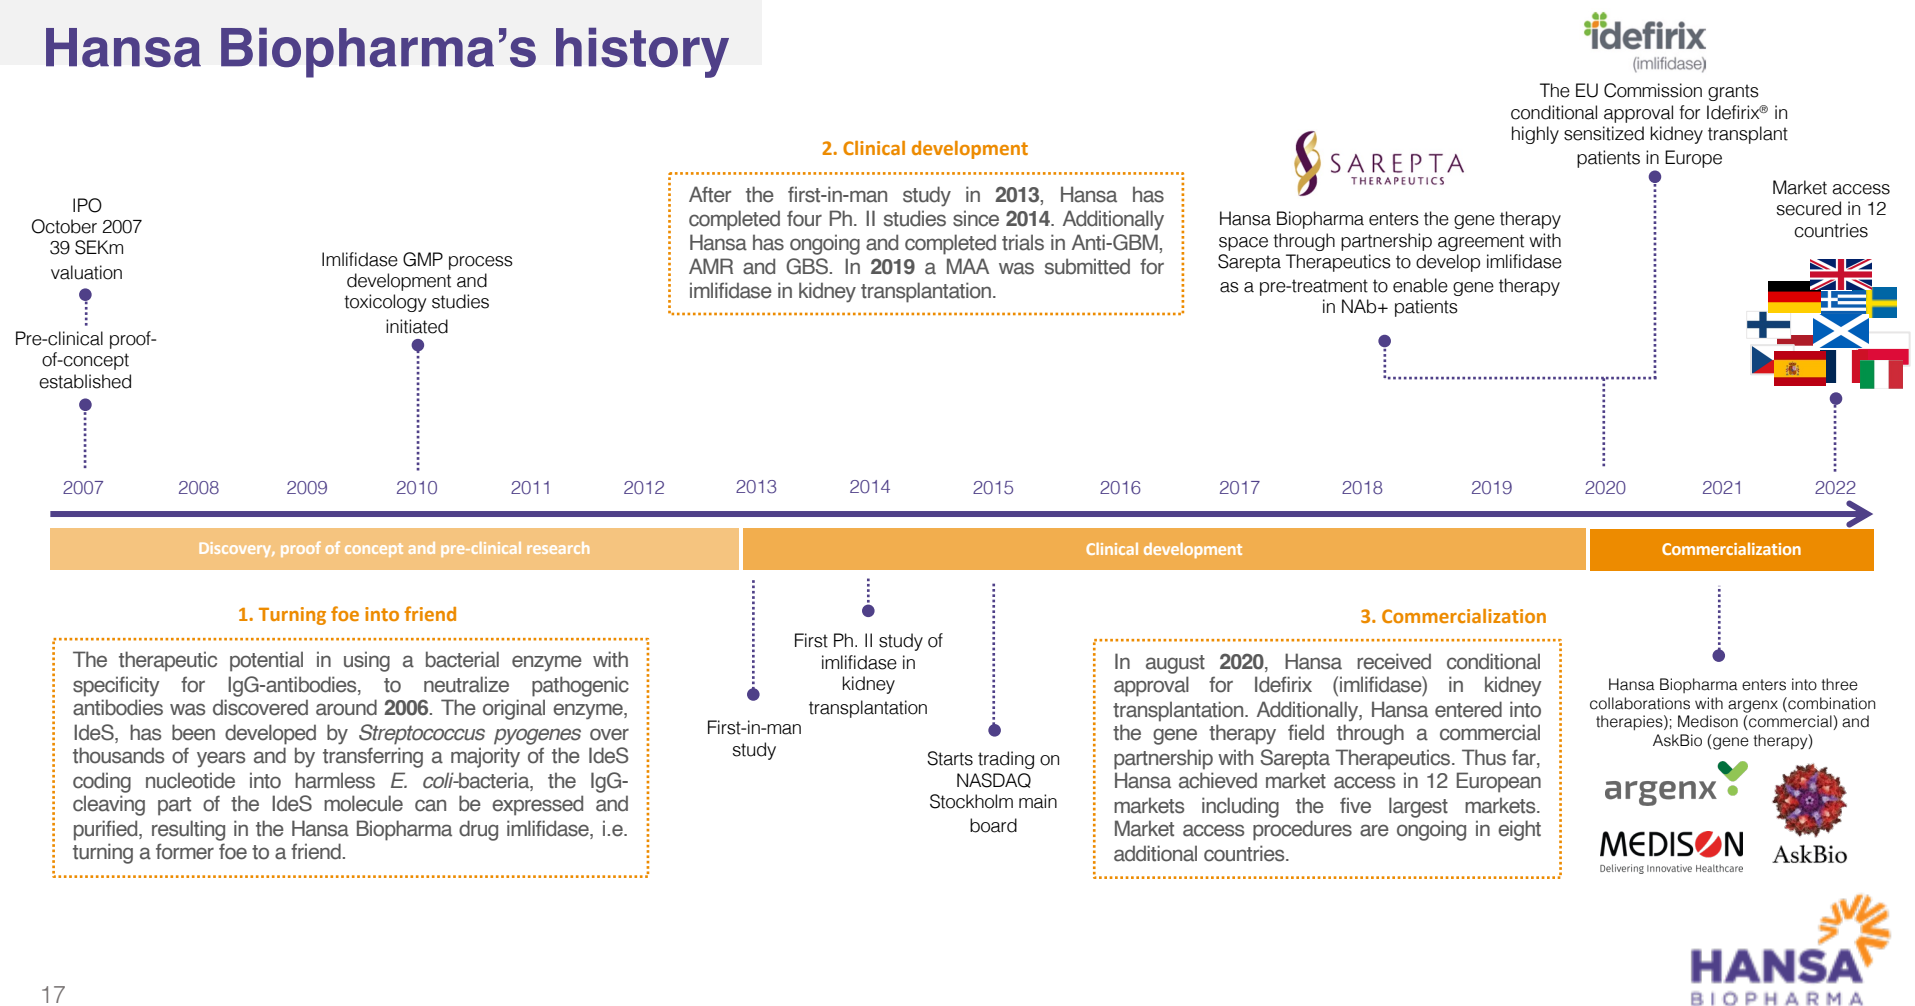 Hansa Biopharma’s history
idefirix
(imlifidase)
The EU Commission grants
conditional approval for Idefirix® in
highly sensitized kidney transplant
patients in Europe
2. Clinical development
After the first-in-man study in 2013, Hansa has
completed four Ph. II studies since 2014. Additionally
Hansa has ongoing and completed trials in Anti-GBM,
AMR and GBS. In 2019 a MAA was submitted for
imlifidase in kidney transplantation.
SAREPTA
THERAPEUTICS
Hansa Biopharma enters the gene therapy
space through partnership agreement with
Sarepta Therapeutics to develop imlifidase
as a pre-treatment to enable gene therapy
in NAb+ patients
Market access
secured in 12
countries
IPO
October 2007
39 SEKm
valuation
Pre-clinical proof-
of-concept
established
Imlifidase GMP process
development and
toxicology studies
initiated
2007 2008 2009 2010 2011 2012 2013 2014 2015 2016 2017 2018 2019 2020 2021 2022
Discovery, proof of concept and pre-clinical research
Clinical development
Commercialization
1. Turning foe into friend
The therapeutic potential in using a bacterial enzyme with
specificity for IgG-antibodies, to neutralize pathogenic
antibodies was discovered around 2006. The original enzyme,
IdeS, has been developed by Streptococcus pyogenes over
thousands of years and by transferring a majority of the IdeS
coding nucleotide into harmless E. coli-bacteria, the IgG-
cleaving part of the IdeS molecule can be expressed and
purified, resulting in the Hansa Biopharma drug imlifidase, i.e.
turning a former foe to a friend.
First-in-man
study
First Ph. II study of
imlifidase in
kidney
transplantation
Starts trading on
NASDAQ
Stockholm main
board
3. Commercialization
In august 2020, Hansa received conditional
approval for Idefirix (imlifidase) in kidney
transplantation. Additionally, Hansa entered into
the gene therapy field through a commercial
partnership with Sarepta Therapeutics. Thus far,
Hansa achieved market access in 12 European
markets including the five largest markets.
Market access procedures are ongoing in eight
additional countries.
Hansa Biopharma enters into three
collaborations with argenx (combination
therapies); Medison (commercial) and
AskBio (gene therapy)
argenx
MEDISON
Delivering Innovative Healthcare
AskBio
HANSA
BIOPHARMA
17